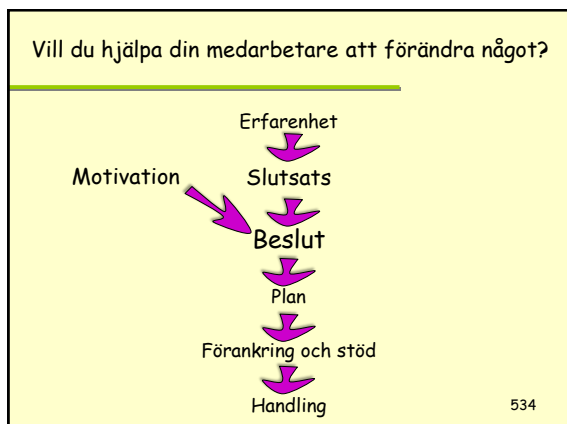 Vill du hjälpa din medarbetare att förändra något?
Erfarenhet
Motivation
Slutsats
Beslut
Plan
Förankring och stöd
Handling
534